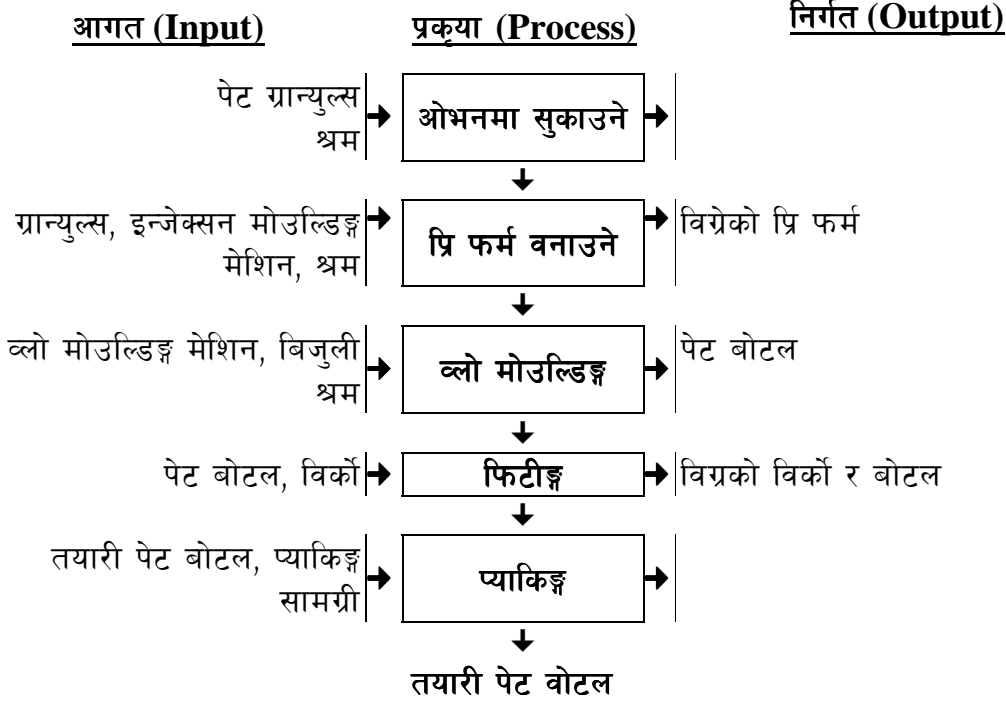 आगत (Input) प्रकृया (Process) निर्गत (Output)
पेट ग्रान्युल्स
श्रम
ओभनमा सुकाउने
ग्रान्युल्स, इन्जेक्सन मोउल्डिङ्ग
मेशिन, श्रम
प्रि फर्म वनाउने
विग्रेको प्रि फर्म
व्लो मोउल्डिङ्ग मेशिन, बिजुली
श्रम
व्लो मोउल्डिङ्ग
पेट बोटल
पेट बोटल, विर्को
फिटीङ्ग
विग्रको विर्को र बोटल
तयारी पेट बोटल, प्याकिङ्ग
सामग्री
प्याकिङ्ग
तयारी पेट वोटल